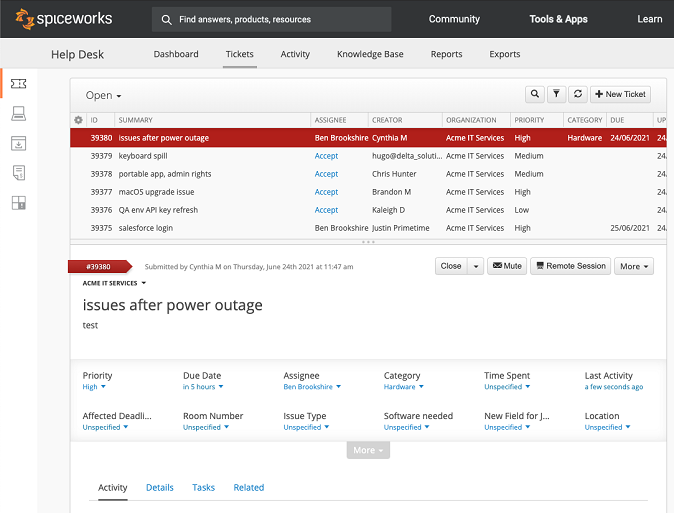 spiceworks Find answers, products, resources Community Tools & Apps Learn
Help Desk Dashboard Tickets Activity Knowledge Base Reports Exports
Open New Ticket
ID SUMMARY ASSIGNEE CREATOR ORGANIZATION PRIORITY CATEGORY DUE UP
39380 issues after power outage Ben Brookshire Cynthia M Acme IT Services High Hardware 24/06/2021 24/
39379 keyboard spill Accept hugo@delta_soluti... Acme IT Services Medium 24/
39378 portable app, admin rights Accept Chris Hunter Acme IT Services Medium 24/
39377 macOS upgrade issue Accept Brandon M Acme IT Services High 24/
39376 QA env API key refresh Accept Kaleigh D Acme IT Services Low 24/
39375 salesforce login Ben Brookshire Justin Primetime Acme IT Services High 25/06/2021 24/
#39380 Submitted by Cynthia M on Thursday, June 24th 2021 at 11:47 am Close Mute Remote Session More
ACME IT SERVICES
issues after power outage
test
Priority Due Date Assignee Category Time Spent Last Activity
High in 5 hours Ben Brookshire Hardware Unspecified a few seconds ago
Affected Deadli... Room Number Issue Type Software needed New Field for J... Location
Unspecified Unspecified Unspecified Unspecified Unspecified Unspecified
More
Activity Details Tasks Related